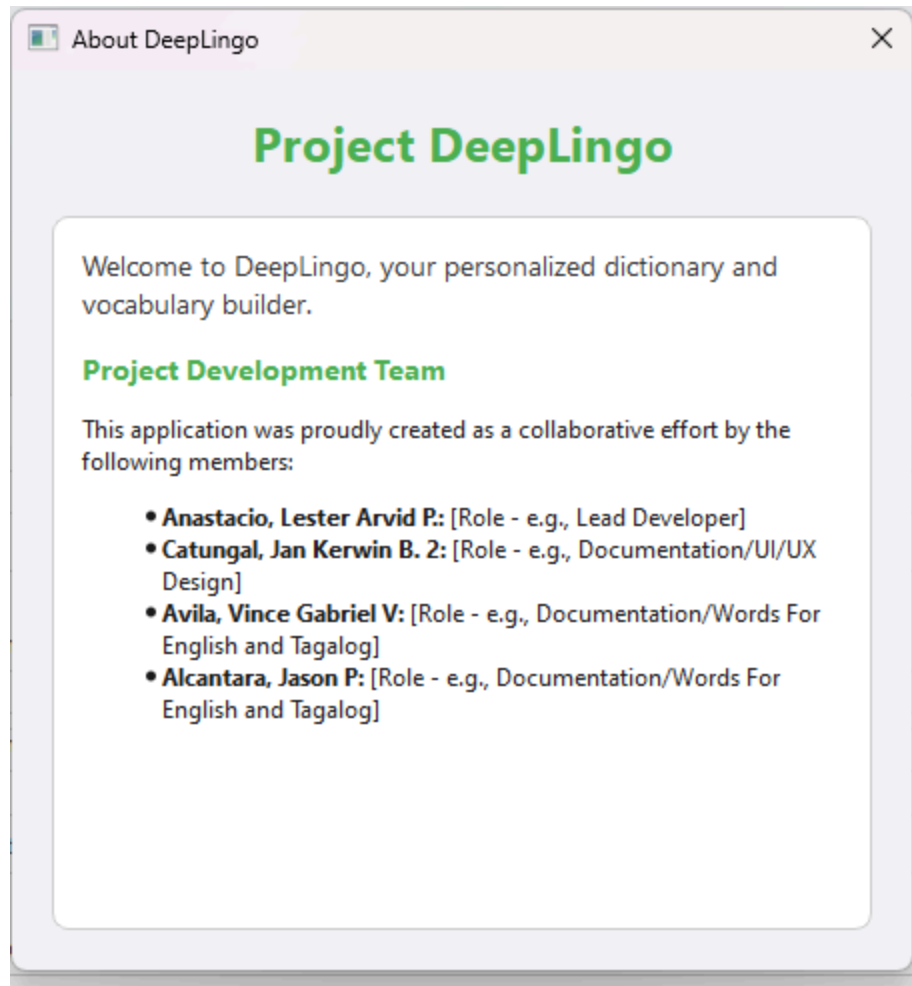 About DeepLingo
Project DeepLingo
Welcome to DeepLingo, your personalized dictionary and
vocabulary builder.
Project Development Team
This application was proudly created as a collaborative effort by the
following members:
• Anastacio, Lester Arvid P.: [Role - e.g., Lead Developer]
• Catungal, Jan Kerwin B. 2: [Role - e.g., Documentation/UI/UX
Design]
• Avila, Vince Gabriel V: [Role - e.g., Documentation/Words For
English and Tagalog]
• Alcantara, Jason P: [Role - e.g., Documentation/Words For
English and Tagalog]